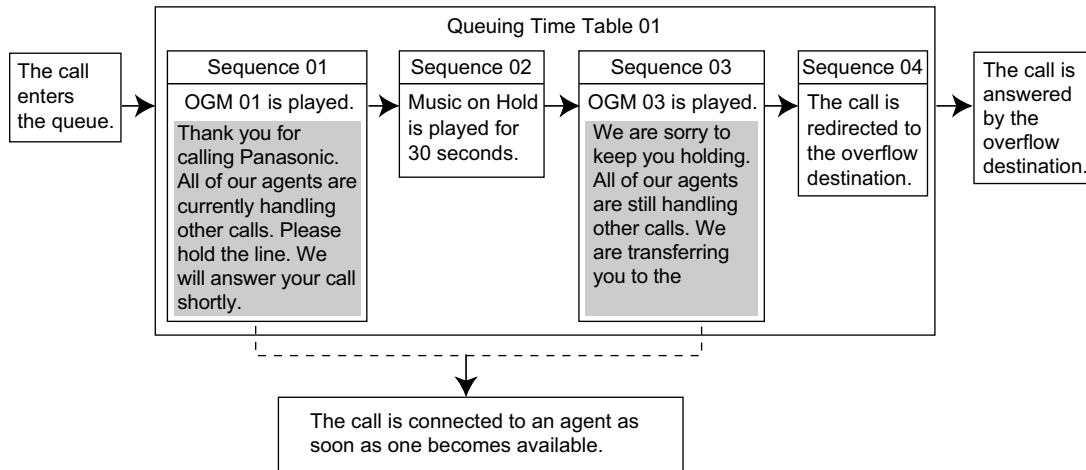 Queuing Time Table 01
The call
enters
the queue.
Sequence 01
OGM 01 is played.
Thank you for
calling Panasonic.
All of our agents are
currently handling
other calls. Please
hold the line. We
will answer your call
shortly.
Sequence 02
Music on Hold
is played for
30 seconds.
Sequence 03
OGM 03 is played.
We are sorry to
keep you holding.
All of our agents
are still handling
other calls. We
are transferring
you to the
Sequence 04
The call is
redirected to
the overflow
destination.
The call is
answered
by the
overflow
destination.
The call is connected to an agent as
soon as one becomes available.